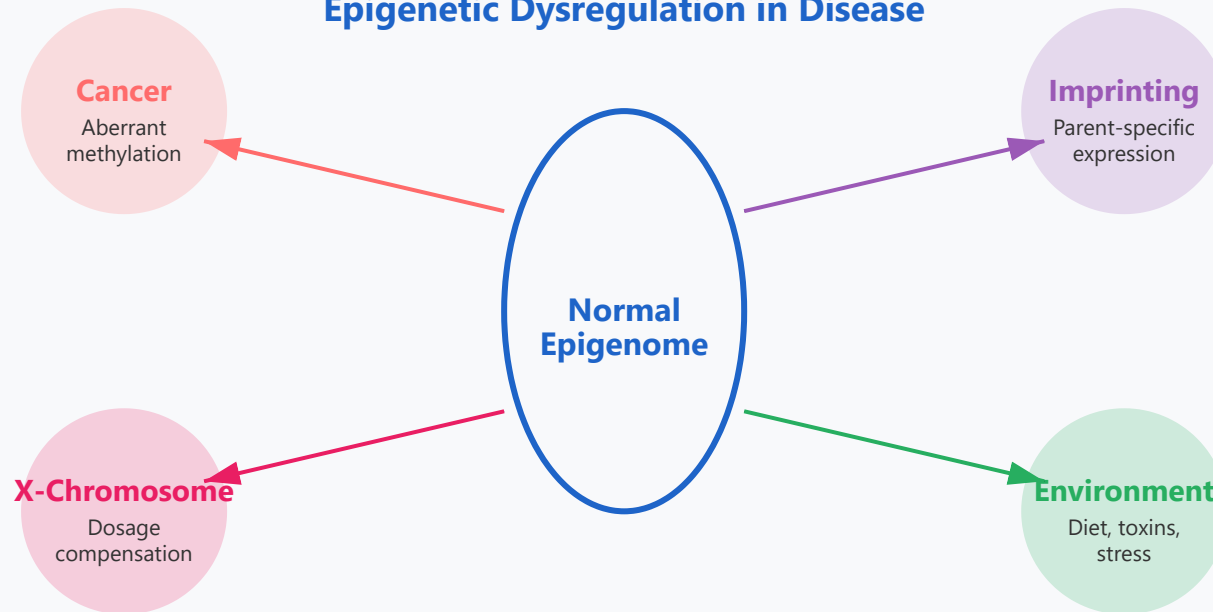 Epigenetic Dysregulation in Disease
Cancer
Aberrant
methylation
Imprinting
Parent-specific
expression
Normal
Epigenome
X-Chromosome
Dosage
compensation
Environment
Diet, toxins,
stress